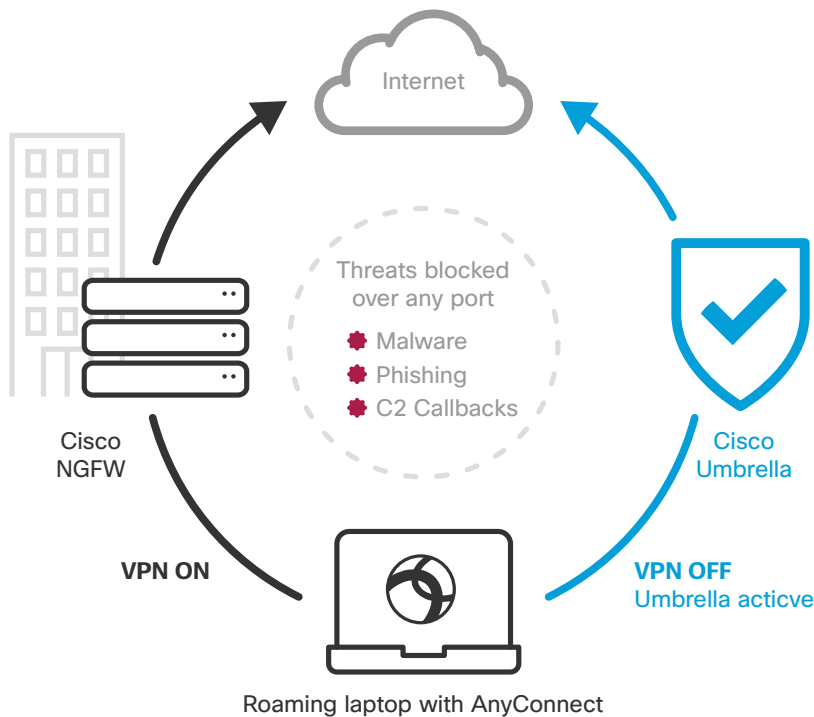 Internet
Threats blocked
over any port
Malware
Phishing
C2 Callbacks
Cisco
NGFW
Cisco
Umbrella
VPN ON
VPN OFF
Umbrella acticve
Roaming laptop with AnyConnect